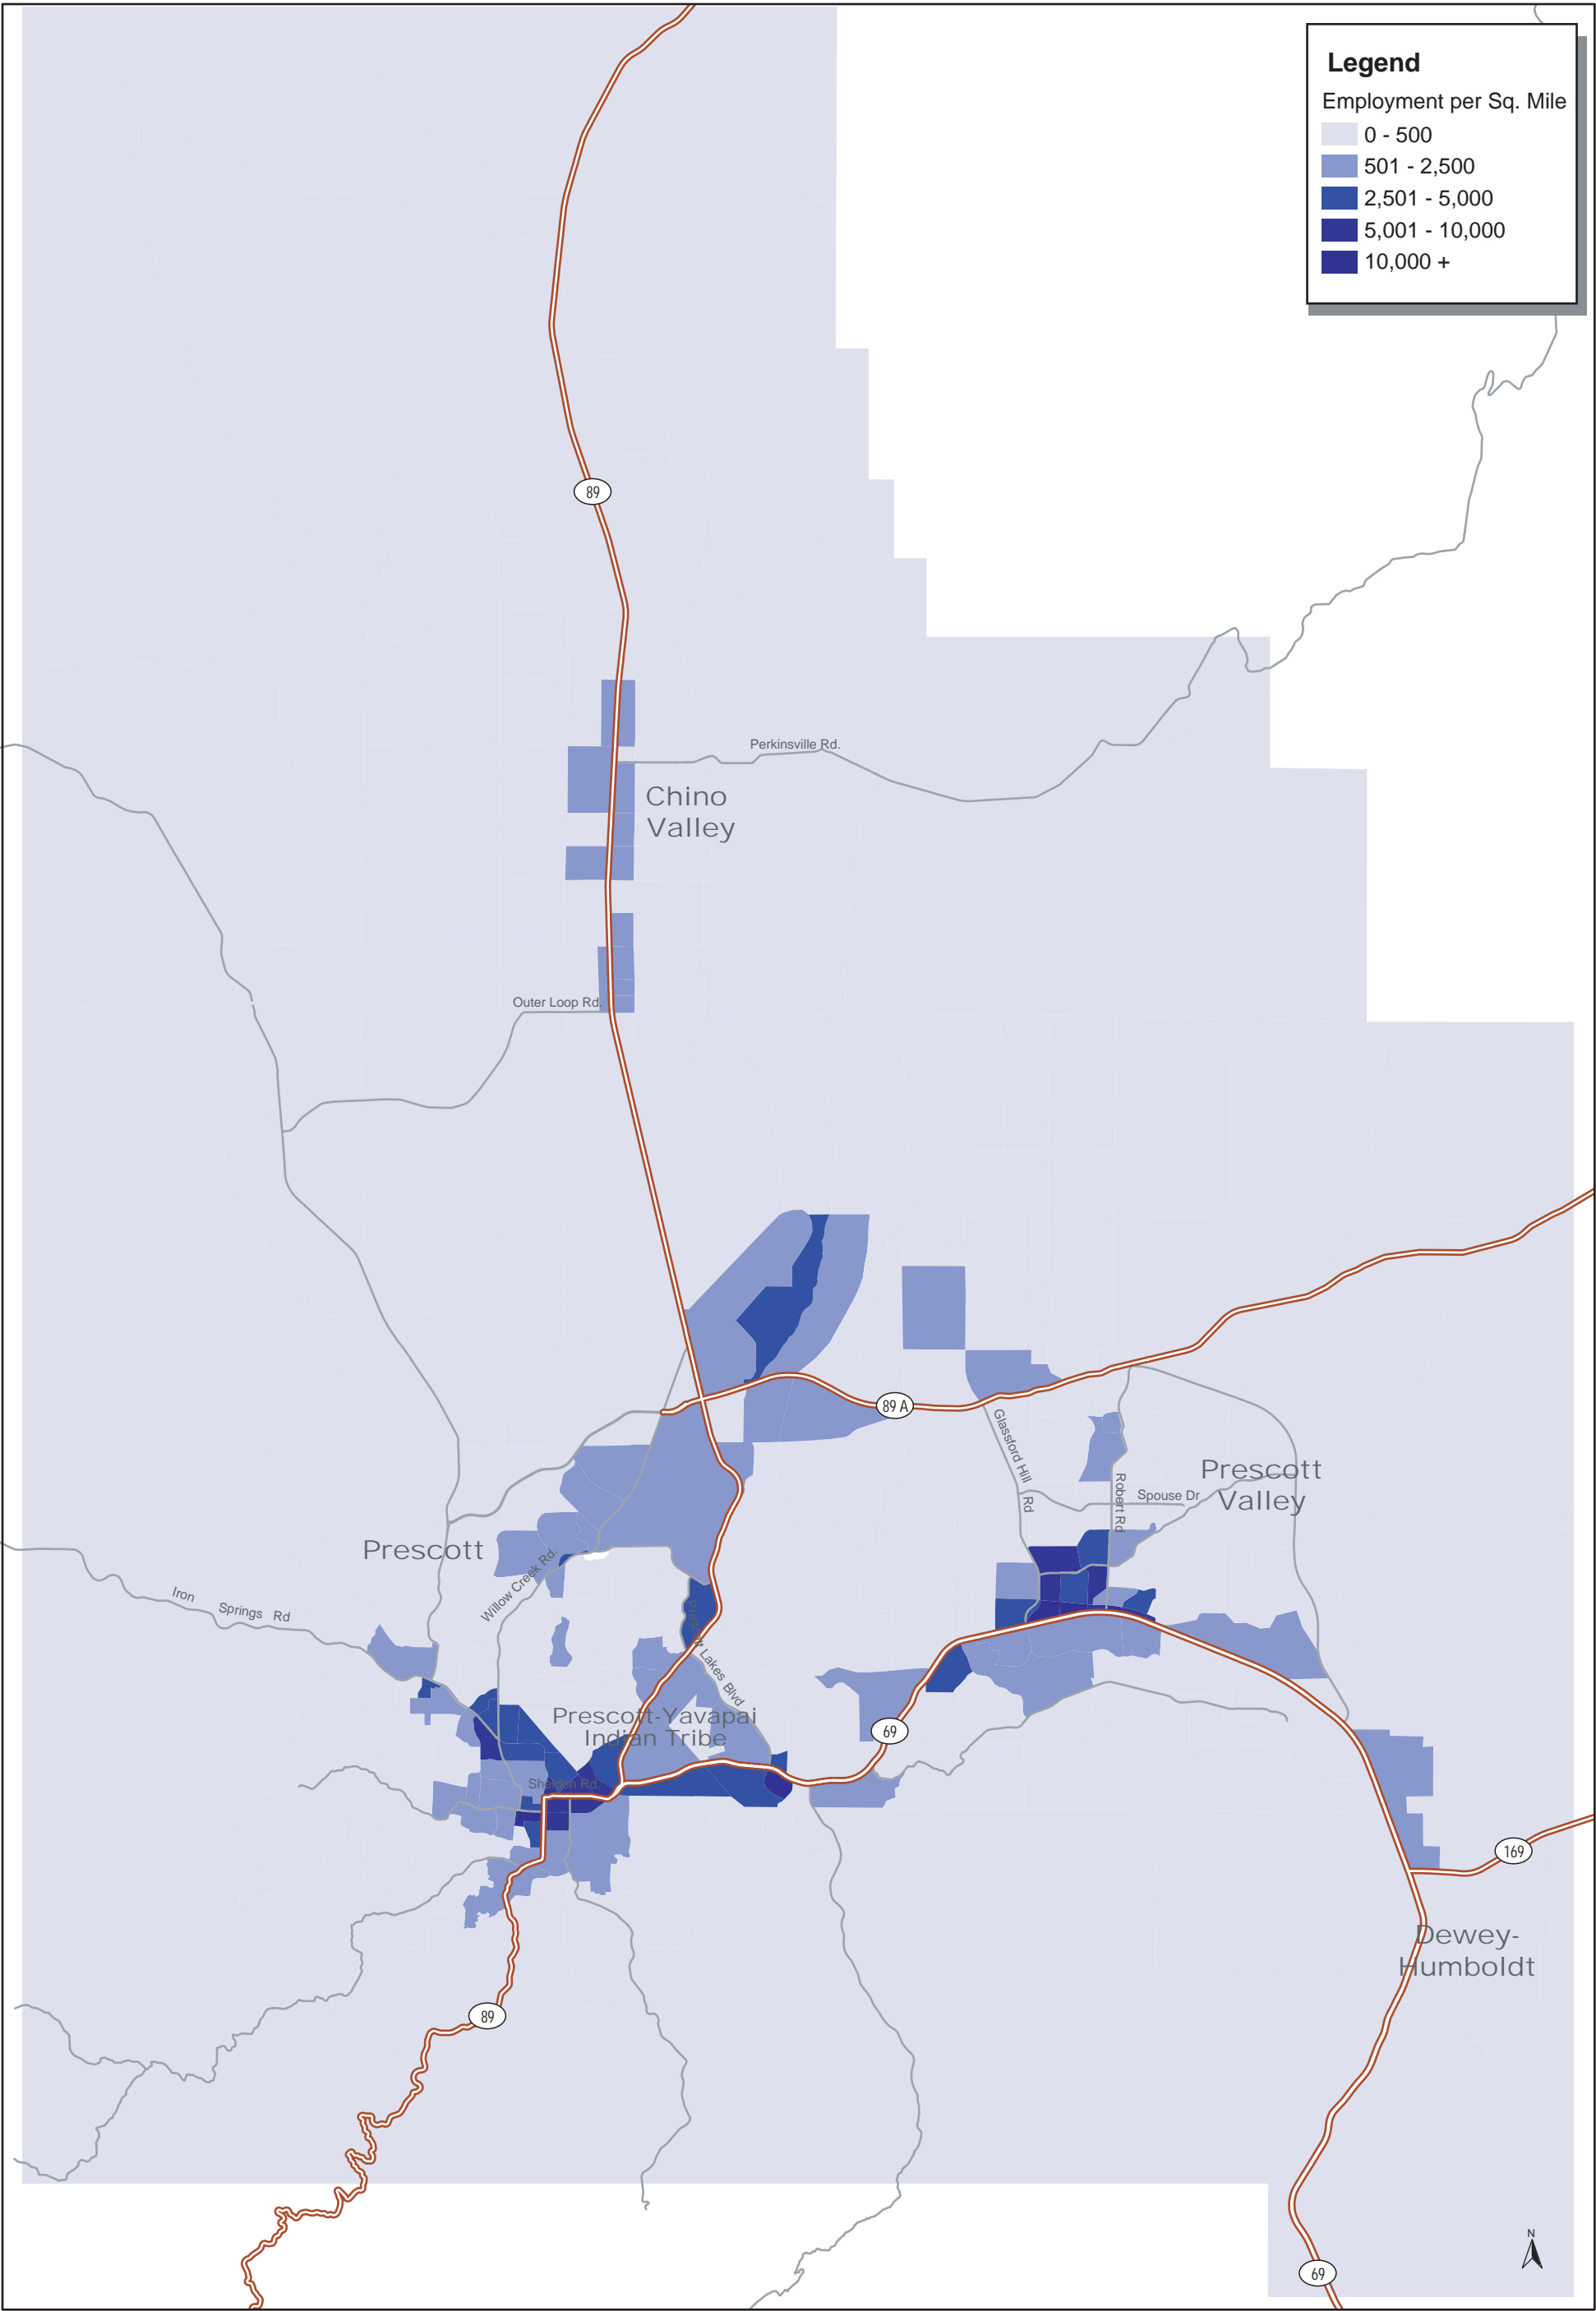 Legend
Employment per Sq. Mile
0 - 500
501 - 2,500
2,501 - 5,000
5,001 - 10,000
10,000 +
89
Perkinsville Rd.
Chino
Valley
Outer Loop Rd.
89 A
Glassford Hill
Rd
Robert Rd
Spouse Dr
Prescott
Valley
Prescott
Willow Creek Rd.
Iron
Springs Rd
Prescott Lakes Blvd
Prescott-Yavapai
Indian Tribe
69
Sheldon Rd.
169
Dewey-
Humboldt
89
N
69